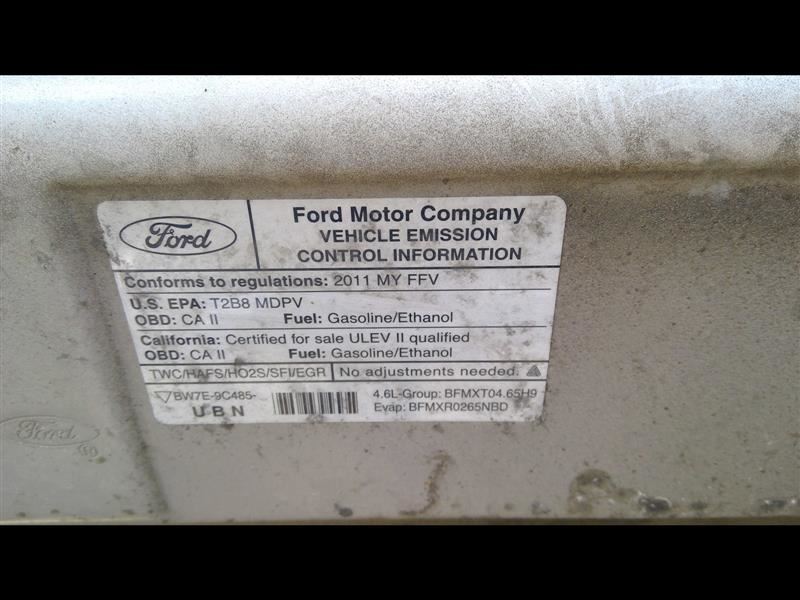 Ford
Ford Motor Company
VEHICLE EMISSION
CONTROL INFORMATION
Conforms to regulations: 2011 MY FFV
U.S. EPA: T2B8 MDPV
OBD: CA II Fuel: Gasoline/Ethanol
California: Certified for sale ULEV II qualified
OBD: CA II Fuel: Gasoline/Ethanol
TWC/HAFS/HO2S/SFI/EGR No adjustments needed.
BW7E-9C485-
UBN
4.6L-Group: BFMXT04.65H9
Evap: BFMXR0265NBD
Ford